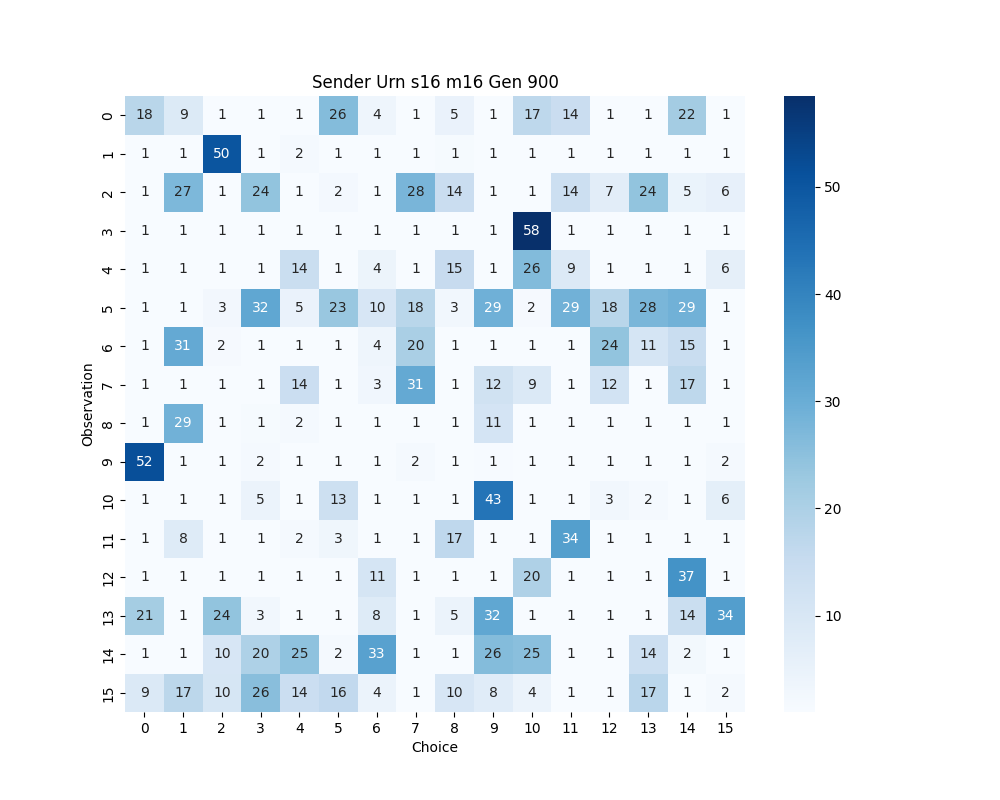 Sender Urn s16 m16 Gen 900
0 18 9 1 1 1 26 4 1 5 1 17 14 1 1 22 1
1 1 1 50 1 2 1 1 1 1 1 1 1 1 1 1 1
2 1 27 1 24 1 2 1 28 14 1 1 14 7 24 5 6
3 1 1 1 1 1 1 1 1 1 1 58 1 1 1 1 1
4 1 1 1 1 14 1 4 1 15 1 26 9 1 1 1 6
5 1 1 3 32 5 23 10 18 3 29 2 29 18 28 29 1
6 1 31 2 1 1 1 4 20 1 1 1 1 24 11 15 1
7 1 1 1 1 14 1 3 31 1 12 9 1 12 1 17 1
8 1 29 1 1 2 1 1 1 1 11 1 1 1 1 1 1
9 52 1 1 2 1 1 1 2 1 1 1 1 1 1 1 2
10 1 1 1 5 1 13 1 1 1 43 1 1 3 2 1 6
11 1 8 1 1 2 3 1 1 17 1 1 34 1 1 1 1
12 1 1 1 1 1 1 11 1 1 1 20 1 1 1 37 1
13 21 1 24 3 1 1 8 1 5 32 1 1 1 1 14 34
14 1 1 10 20 25 2 33 1 1 26 25 1 1 14 2 1
15 9 17 10 26 14 16 4 1 10 8 4 1 1 17 1 2
0 1 2 3 4 5 6 7 8 9 10 11 12 13 14 15
Choice
Observation
50
40
30
20
10